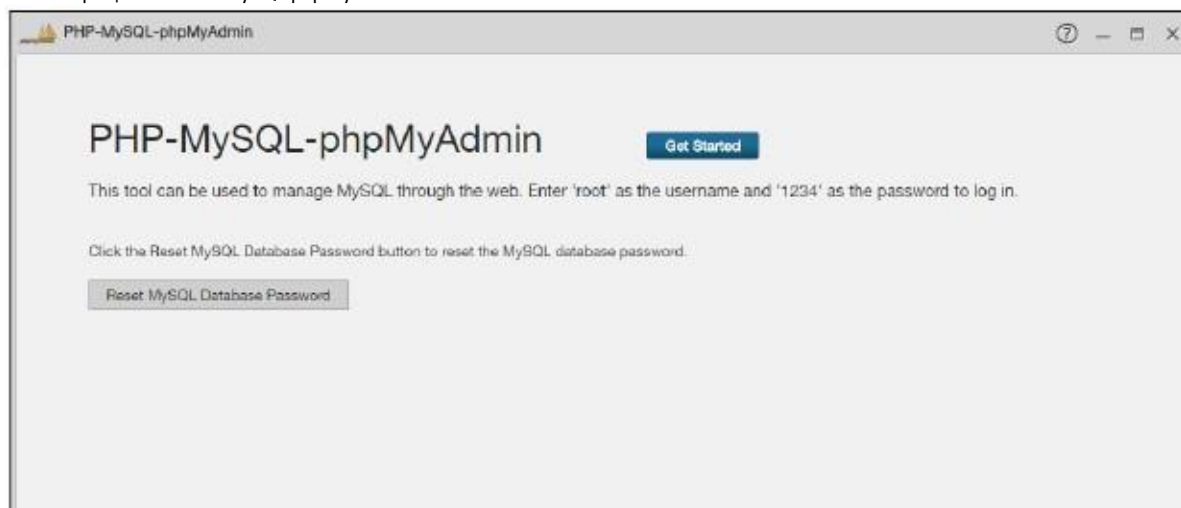 PHP-MySQL-phpMyAdmin
PHP-MySQL-phpMyAdmin
Get Started
This tool can be used to manage MySQL through the web. Enter 'root' as the username and '1234' as the password to log in.
Click the Reset MySQL Database Password button to reset the MySQL database password.
Reset MySQL Database Password